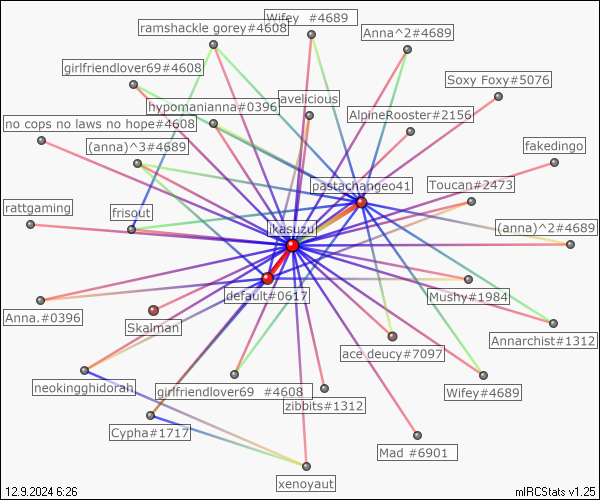 Wifey  #4689
ramshackle gorey#4608
Anna^2#4689
girlfriendlover69#4608
Soxy Foxy#5076
avelicious
hypomanianna#0396
AlpineRooster#2156
no cops no laws no hope#4608
(anna)^3#4689
fakedingo
pastachangeo41
Toucan#2473
rattgaming
frisout
(anna)^2#4689
ikasuzu
default#0617
Mushy#1984
Anna.#0396
Skalman
Annarchist#1312
ace deucy#7097
neokingghidorah
girlfriendlover69  #4608
Wifey#4689
zibbits#1312
Cypha#1717
Mad #6901
xenoyaut
12.9.2024 6:26
mIRCStats v1.25